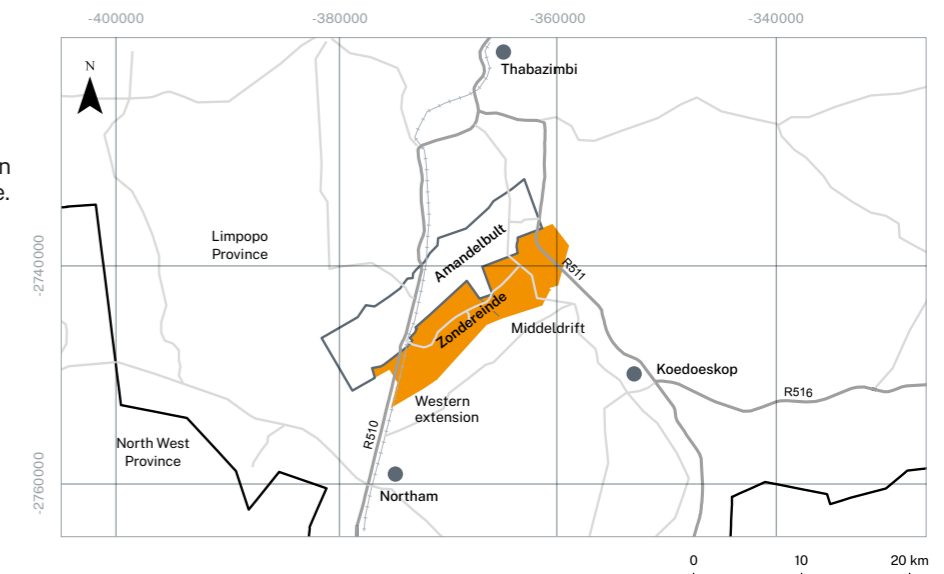 -400000
-380000
-360000
-340000
N
Thabazimbi
n
e.
Limpopo
Province
Amandelbult
-2740000
R511
Zondereinde
Middeldrift
Koedoeskop
R516
Western
extension
R510
North West
Province
-2760000
Northam
0
10
20 km